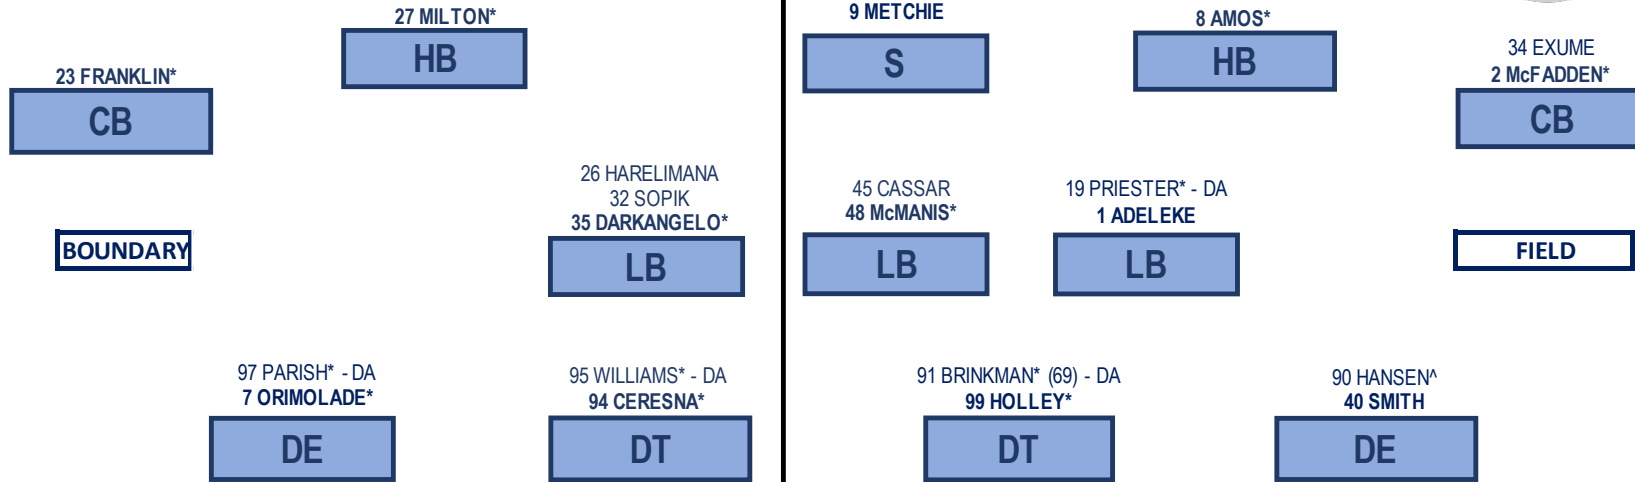 27 MILTON*
HB
9 METCHIE
S
8 AMOS*
HB
34 EXUME
2 McFADDEN*
CB
23 FRANKLIN*
CB
26 HARELIMANA
32 SOPIK
35 DARKANGELO*
LB
45 CASSAR
48 McMANIS*
LB
19 PRIESTER* - DA
1 ADELEKE
LB
BOUNDARY
FIELD
97 PARISH* - DA
7 ORIMOLADE*
DE
95 WILLIAMS* - DA
94 CERESNA*
DT
91 BRINKMAN* (69) - DA
99 HOLLEY*
DT
90 HANSEN^
40 SMITH
DE